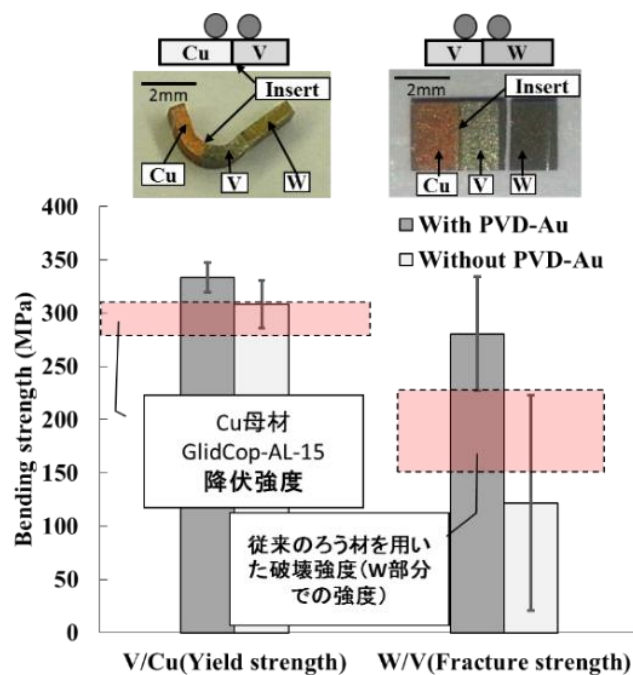 Cu V
V W
Insert
2mm
Cu
V
W
2mm
Insert
Cu
V
W
With PVD-Au
Without PVD-Au
Bending strength (MPa)
400
350
300
250
200
150
100
50
0
Cu母材
GlidCop-AL-15
降伏強度
従来のろう材を用い
た破壊強度(W部分
での強度)
V/Cu(Yield strength)
W/V(Fracture strength)